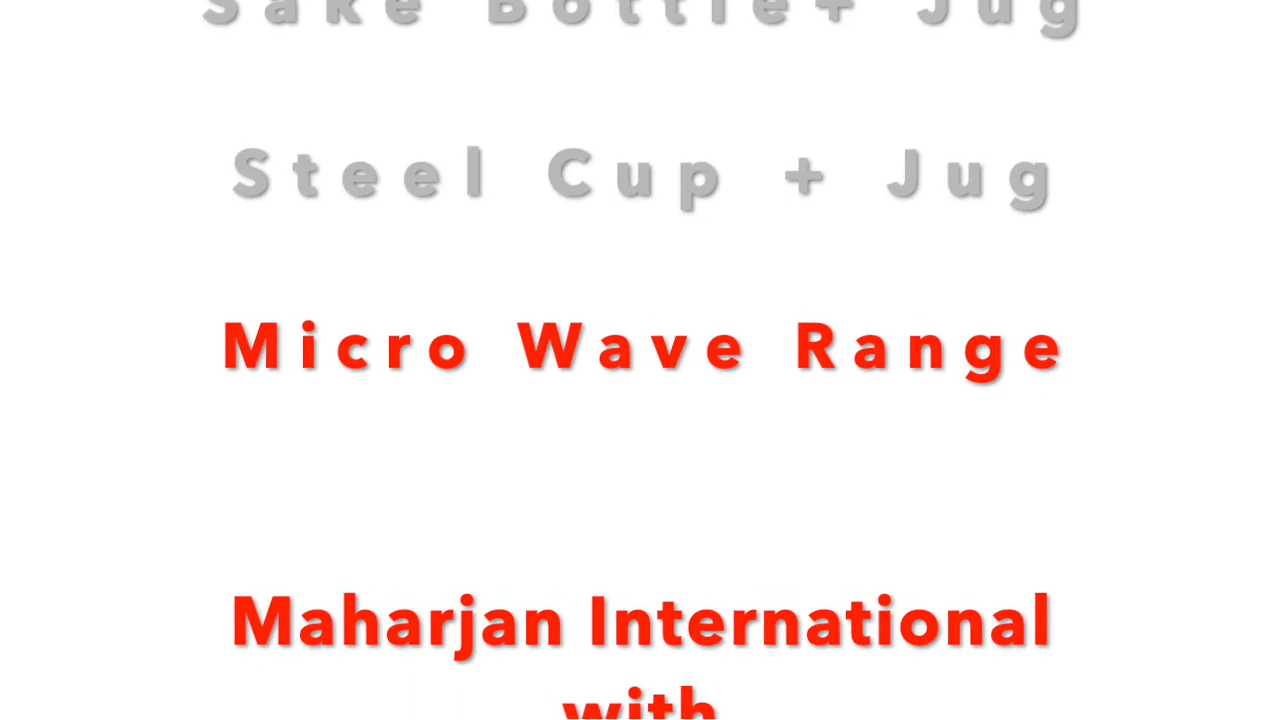 Sake Bottle+ Jug
Steel Cup + Jug
Micro Wave Range
Maharjan International
with